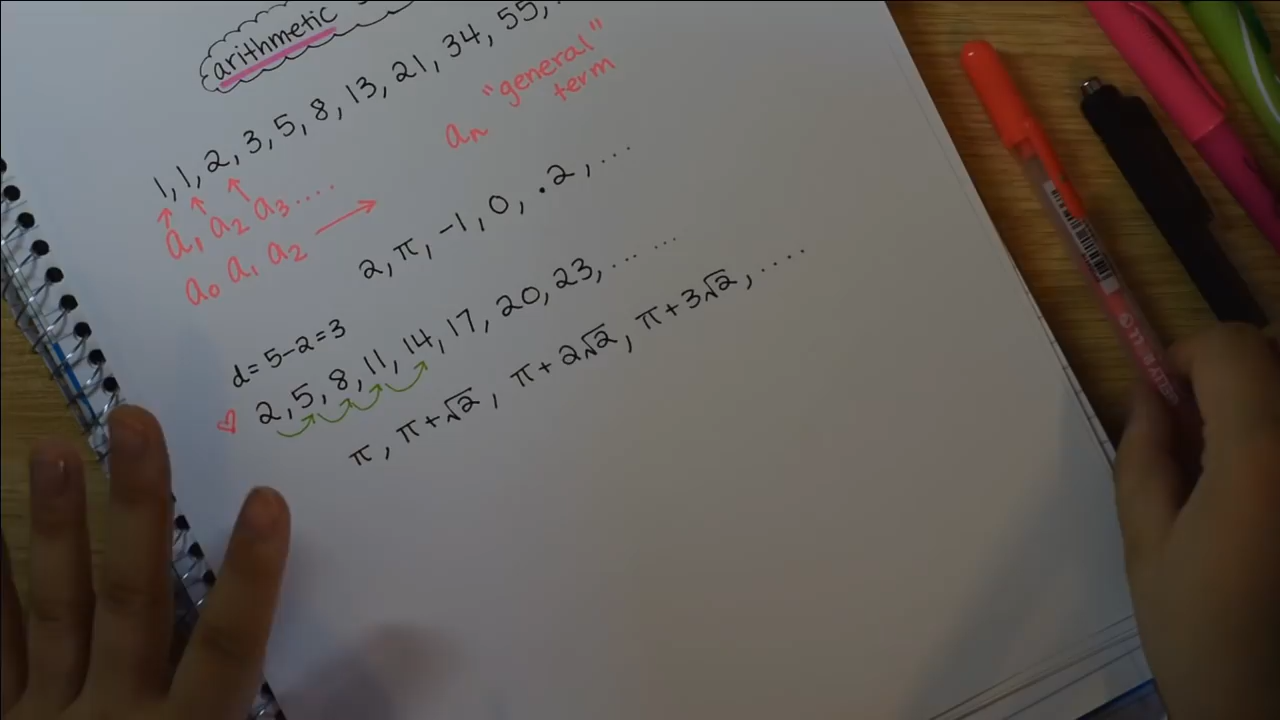 arithmetic
1, 1, 2, 3, 5, 8, 13, 21, 34, 55,
a₁ a₂ a₃....
a₀ a₁ a₂ →
aₙ "general" term
2, π, -1, 0, .2, ...
d=5-2=3
♡ 2, 5, 8, 11, 14, 17, 20, 23, ... ...
π, π+√2, π+2√2, π+3√2, ....